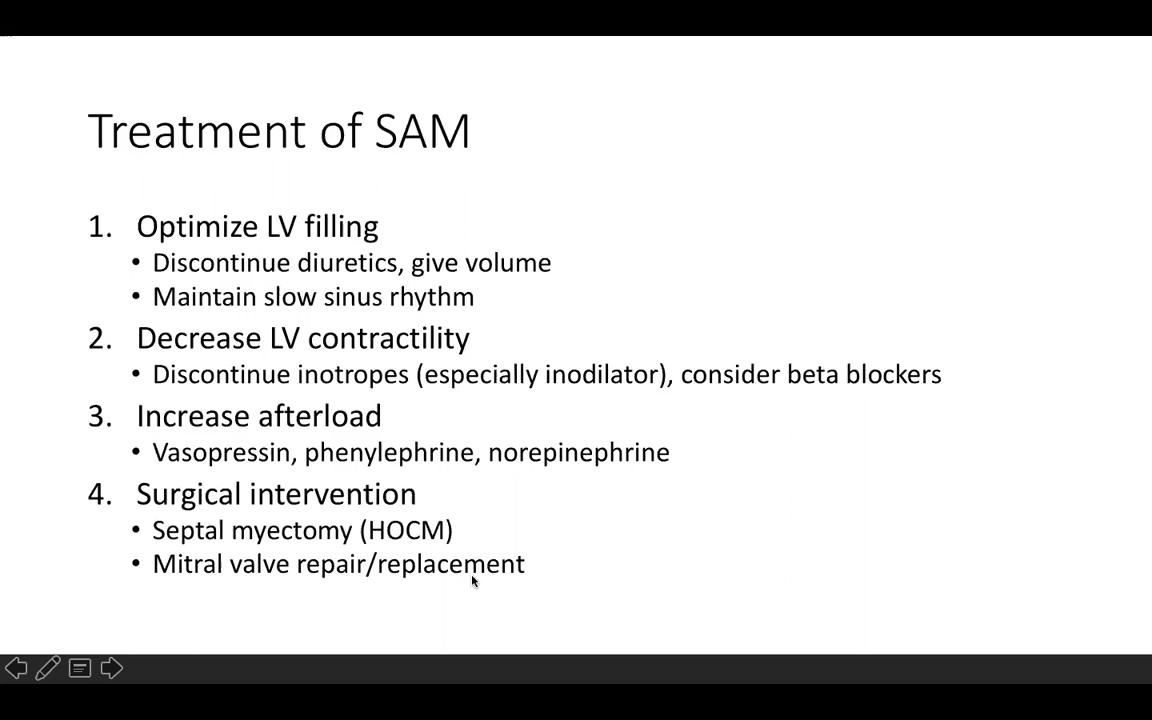 Treatment of SAM
1. Optimize LV filling
• Discontinue diuretics, give volume
• Maintain slow sinus rhythm
2. Decrease LV contractility
• Discontinue inotropes (especially inodilator), consider beta blockers
3. Increase afterload
• Vasopressin, phenylephrine, norepinephrine
4. Surgical intervention
• Septal myectomy (HOCM)
• Mitral valve repair/replacement